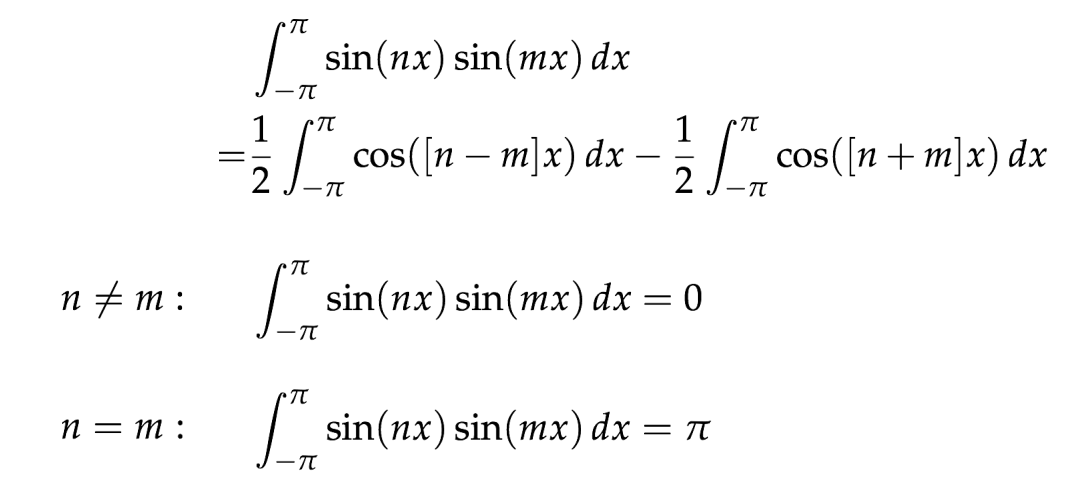 ∫_{−π}^{π} sin(nx) sin(mx) dx
= 1/2 ∫_{−π}^{π} cos([n − m]x) dx − 1/2 ∫_{−π}^{π} cos([n + m]x) dx
n ≠ m : ∫_{−π}^{π} sin(nx) sin(mx) dx = 0
n = m : ∫_{−π}^{π} sin(nx) sin(mx) dx = π